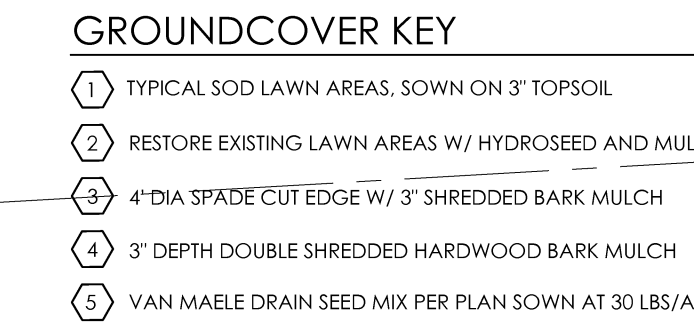 GROUNDCOVER KEY
1 TYPICAL SOD LAWN AREAS, SOWN ON 3" TOPSOIL
2 RESTORE EXISTING LAWN AREAS W/ HYDROSEED AND MUL
3 4' DIA SPADE CUT EDGE W/ 3" SHREDDED BARK MULCH
4 3" DEPTH DOUBLE SHREDDED HARDWOOD BARK MULCH
5 VAN MAELE DRAIN SEED MIX PER PLAN SOWN AT 30 LBS/A